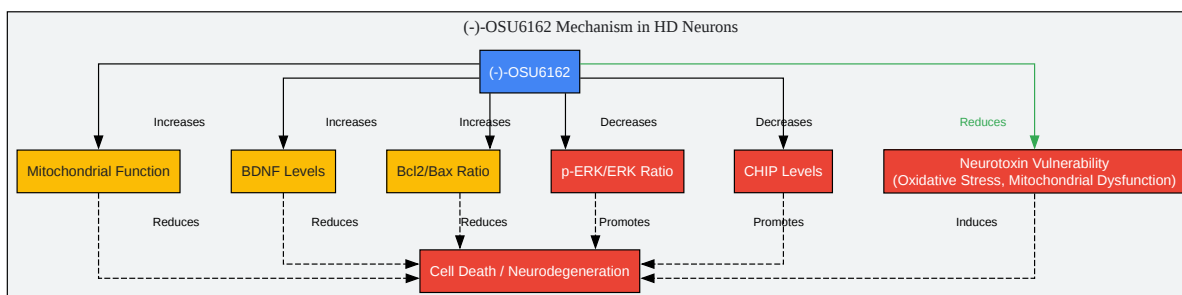 (-)-OSU6162 Mechanism in HD Neurons
(-)-OSU6162
Increases
Increases
Increases
Decreases
Decreases
Reduces
Mitochondrial Function
BDNF Levels
Bcl2/Bax Ratio
p-ERK/ERK Ratio
CHIP Levels
Neurotoxin Vulnerability
(Oxidative Stress, Mitochondrial Dysfunction)
Reduces
Reduces
Reduces
Promotes
Promotes
Induces
Cell Death / Neurodegeneration